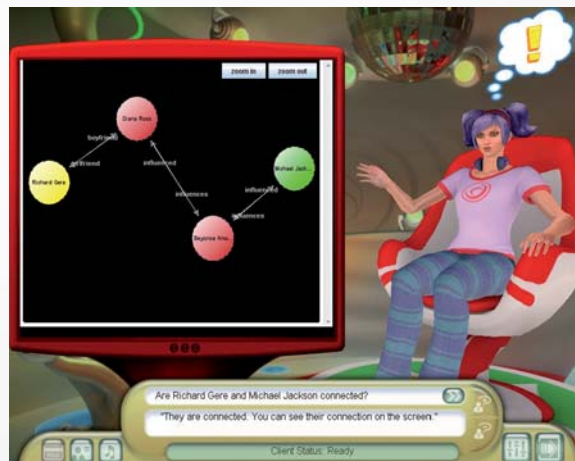 zoom in
zoom out
Diana Ross
boyfriend
girlfriend
Richard Gere
influenced
Michael Jack...
influenced
influences
influences
Beyonce Kno...
Are Richard Gere and Michael Jackson connected?
"They are connected. You can see their connection on the screen."
Client Status: Ready